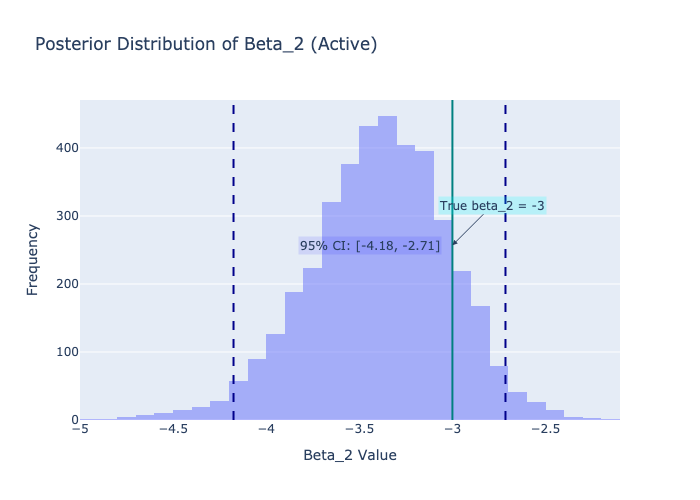 Posterior Distribution of Beta_2 (Active)
Frequency
400
300
200
100
0
True beta_2 = -3
95% CI: [-4.18, -2.71]
−5
−4.5
−4
−3.5
−3
−2.5
Beta_2 Value